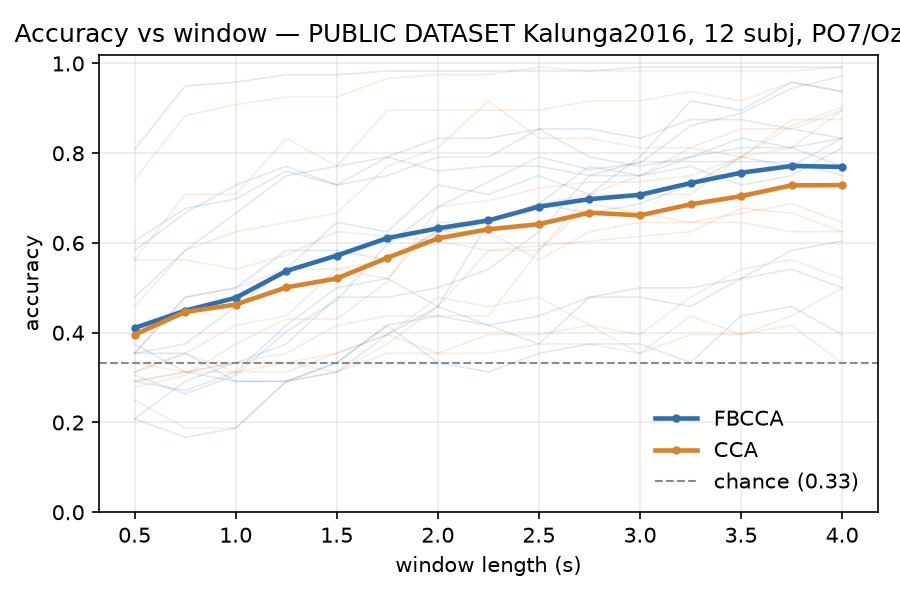 Accuracy vs window — PUBLIC DATASET Kalunga2016, 12 subj, PO7/Oz
1.0
0.8
0.6
0.4
0.2
0.0
accuracy
FBCCA
CCA
chance (0.33)
0.5 1.0 1.5 2.0 2.5 3.0 3.5 4.0
window length (s)